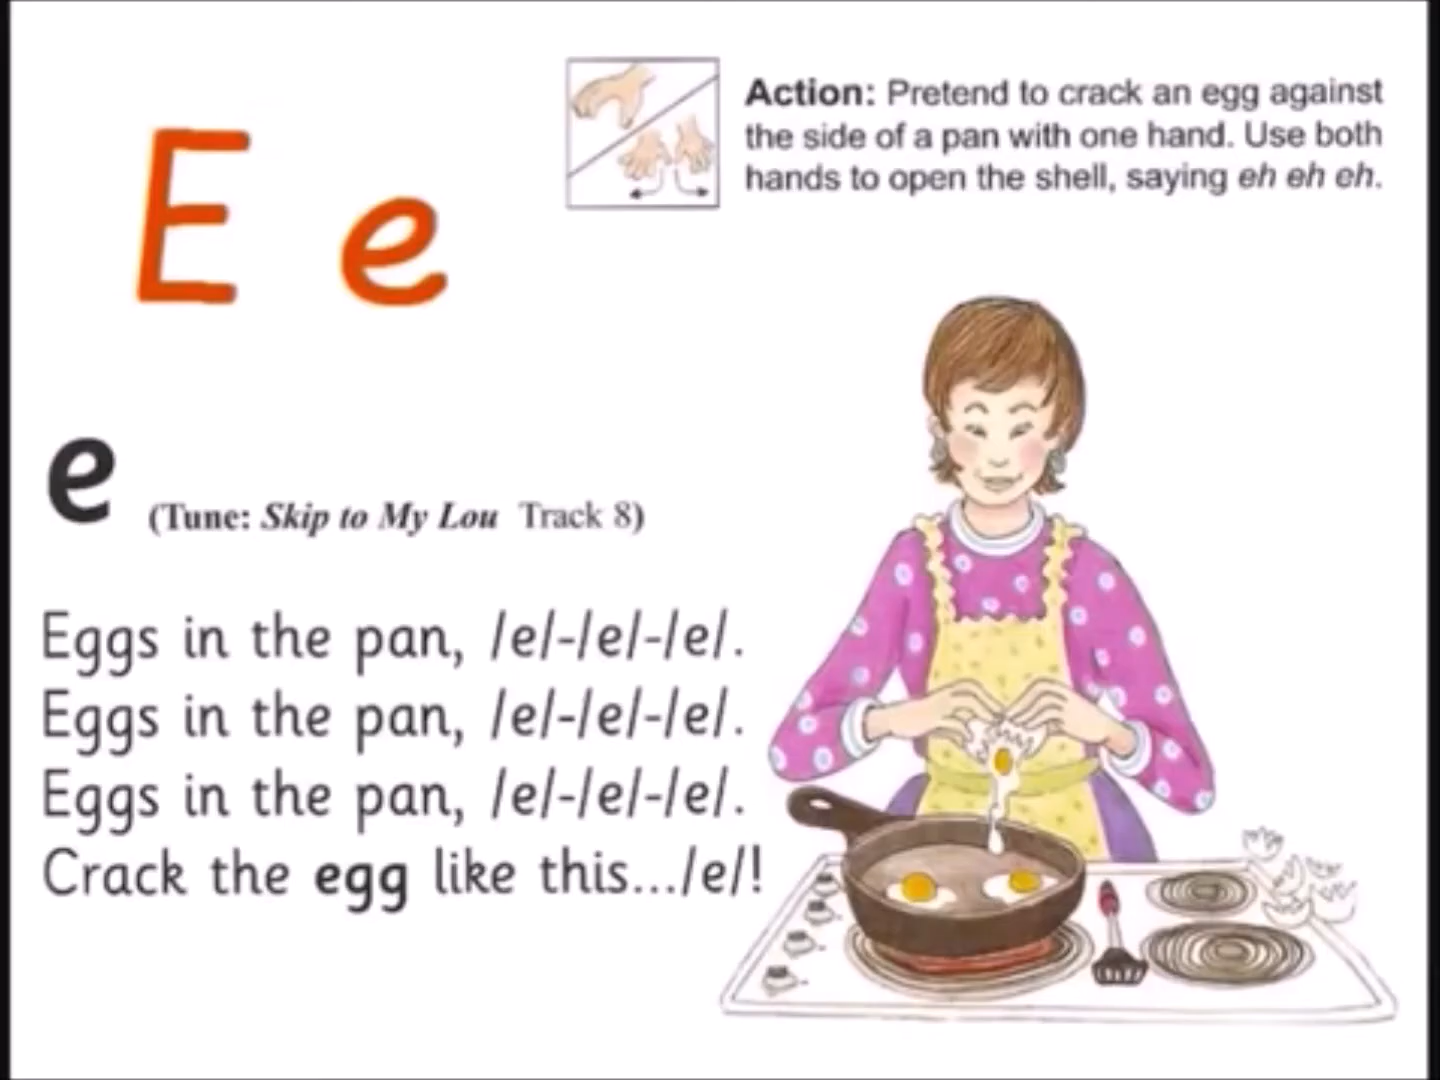 E e
Action: Pretend to crack an egg against
the side of a pan with one hand. Use both
hands to open the shell, saying eh eh eh.
e
(Tune: Skip to My Lou Track 8)
Eggs in the pan, /e/-/e/-/e/.
Eggs in the pan, /e/-/e/-/e/.
Eggs in the pan, /e/-/e/-/e/.
Crack the egg like this.../e/!